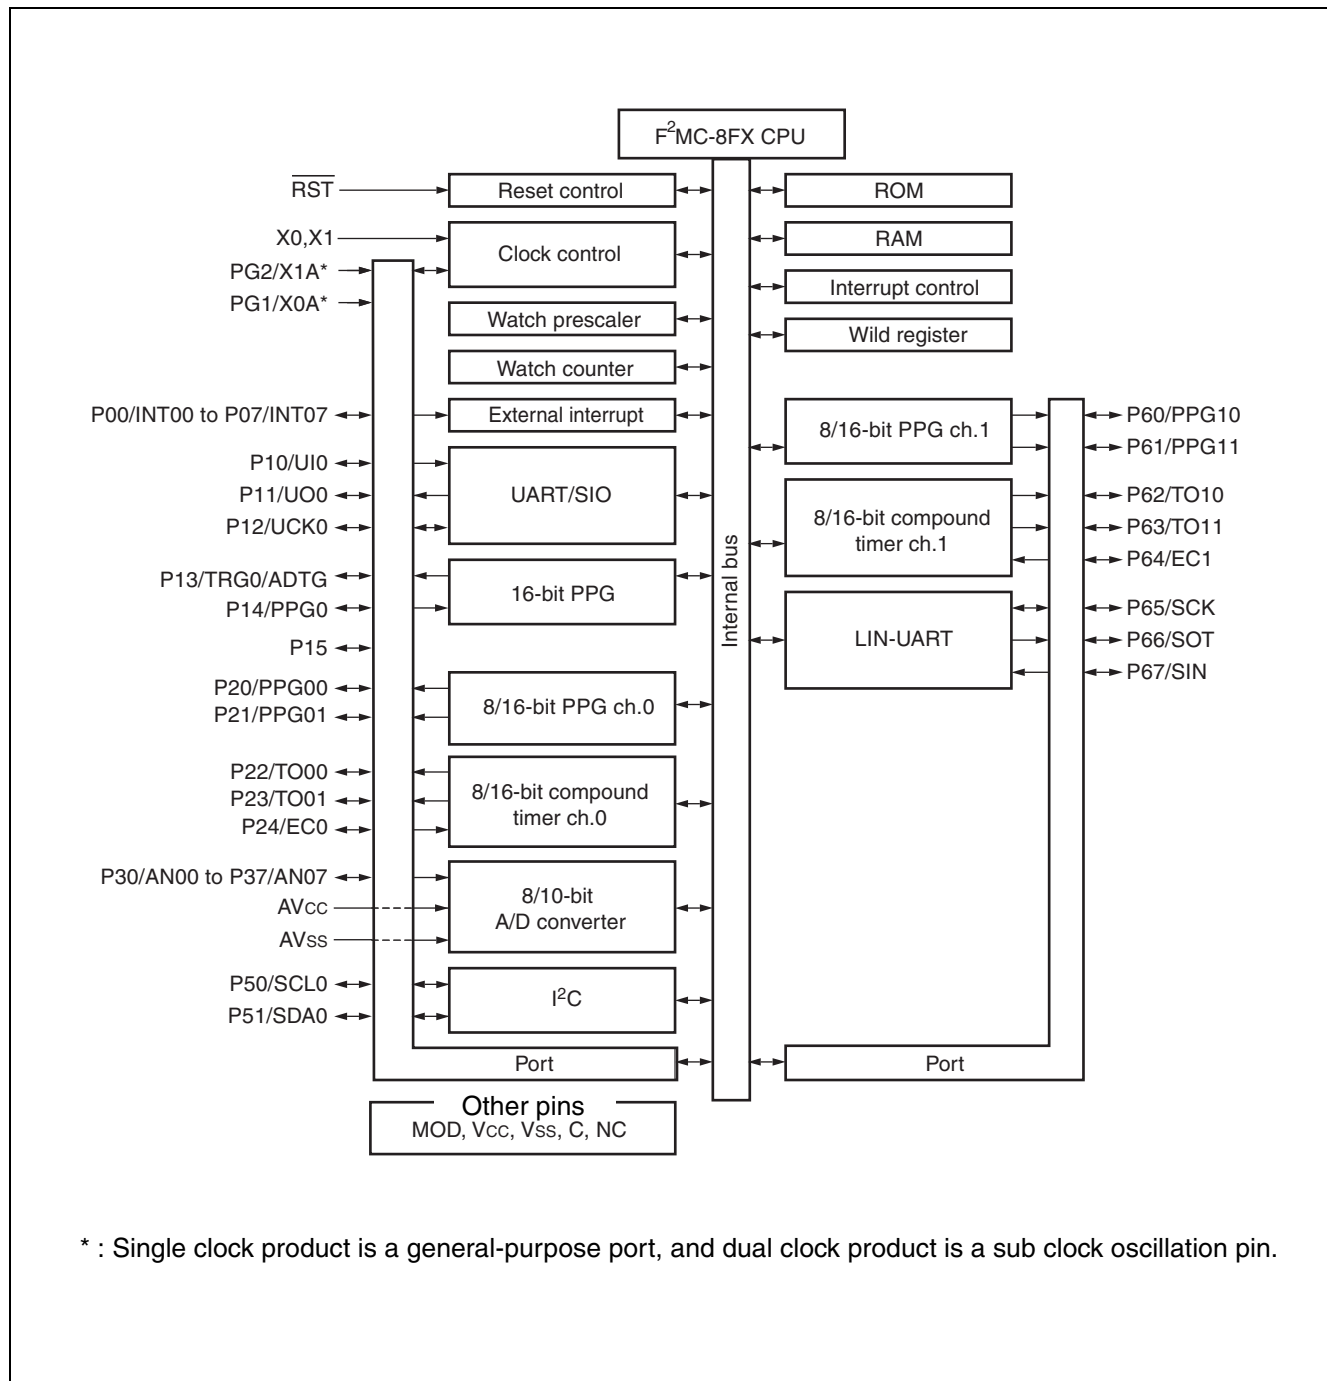 F²MC-8FX CPU
RST
Reset control
ROM
X0,X1
Clock control
RAM
PG2/X1A*
PG1/X0A*
Interrupt control
Watch prescaler
Wild register
Watch counter
P00/INT00 to P07/INT07
External interrupt
8/16-bit PPG ch.1
P60/PPG10
P61/PPG11
P10/UI0
P11/UO0
P12/UCK0
UART/SIO
8/16-bit compound
timer ch.1
P62/TO10
P63/TO11
P64/EC1
P13/TRG0/ADTG
P14/PPG0
16-bit PPG
Internal bus
P15
LIN-UART
P65/SCK
P66/SOT
P67/SIN
P20/PPG00
P21/PPG01
8/16-bit PPG ch.0
P22/TO00
P23/TO01
P24/EC0
8/16-bit compound
timer ch.0
P30/AN00 to P37/AN07
AVCC
AVSS
8/10-bit
A/D converter
P50/SCL0
P51/SDA0
I²C
Port
Port
Other pins
MOD, VCC, VSS, C, NC
* : Single clock product is a general-purpose port, and dual clock product is a sub clock oscillation pin.